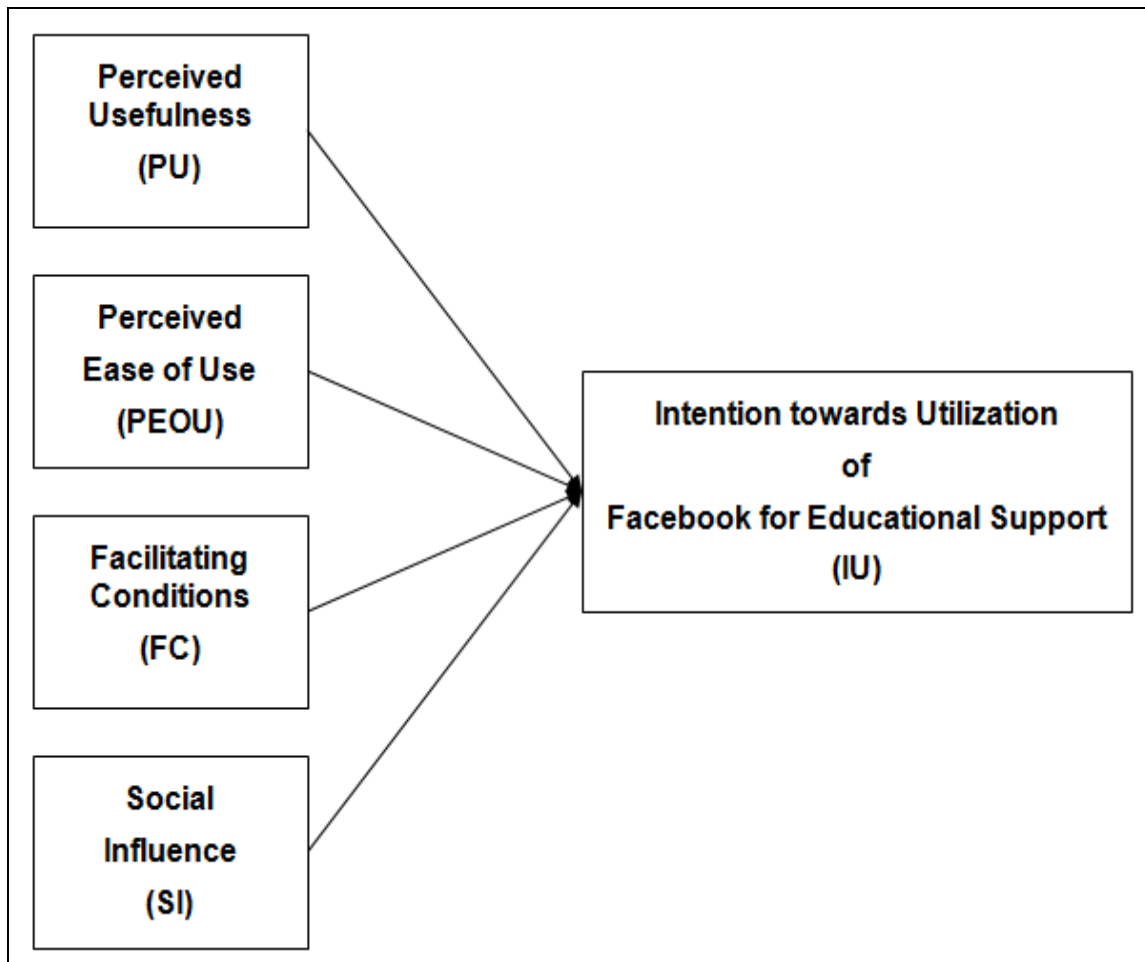 Perceived
Usefulness
(PU)
Perceived
Ease of Use
(PEOU)
Facilitating
Conditions
(FC)
Social
Influence
(SI)
Intention towards Utilization
of
Facebook for Educational Support
(IU)